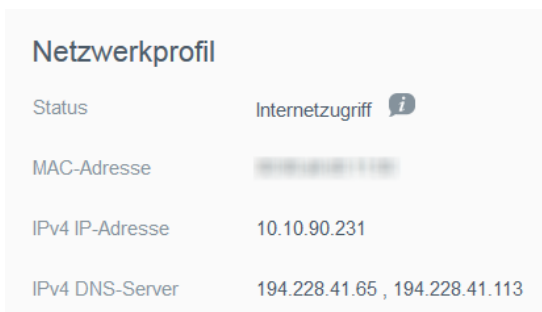 Netzwerkprofil
Status Internetzugriff
MAC-Adresse
IPv4 IP-Adresse 10.10.90.231
IPv4 DNS-Server 194.228.41.65 , 194.228.41.113